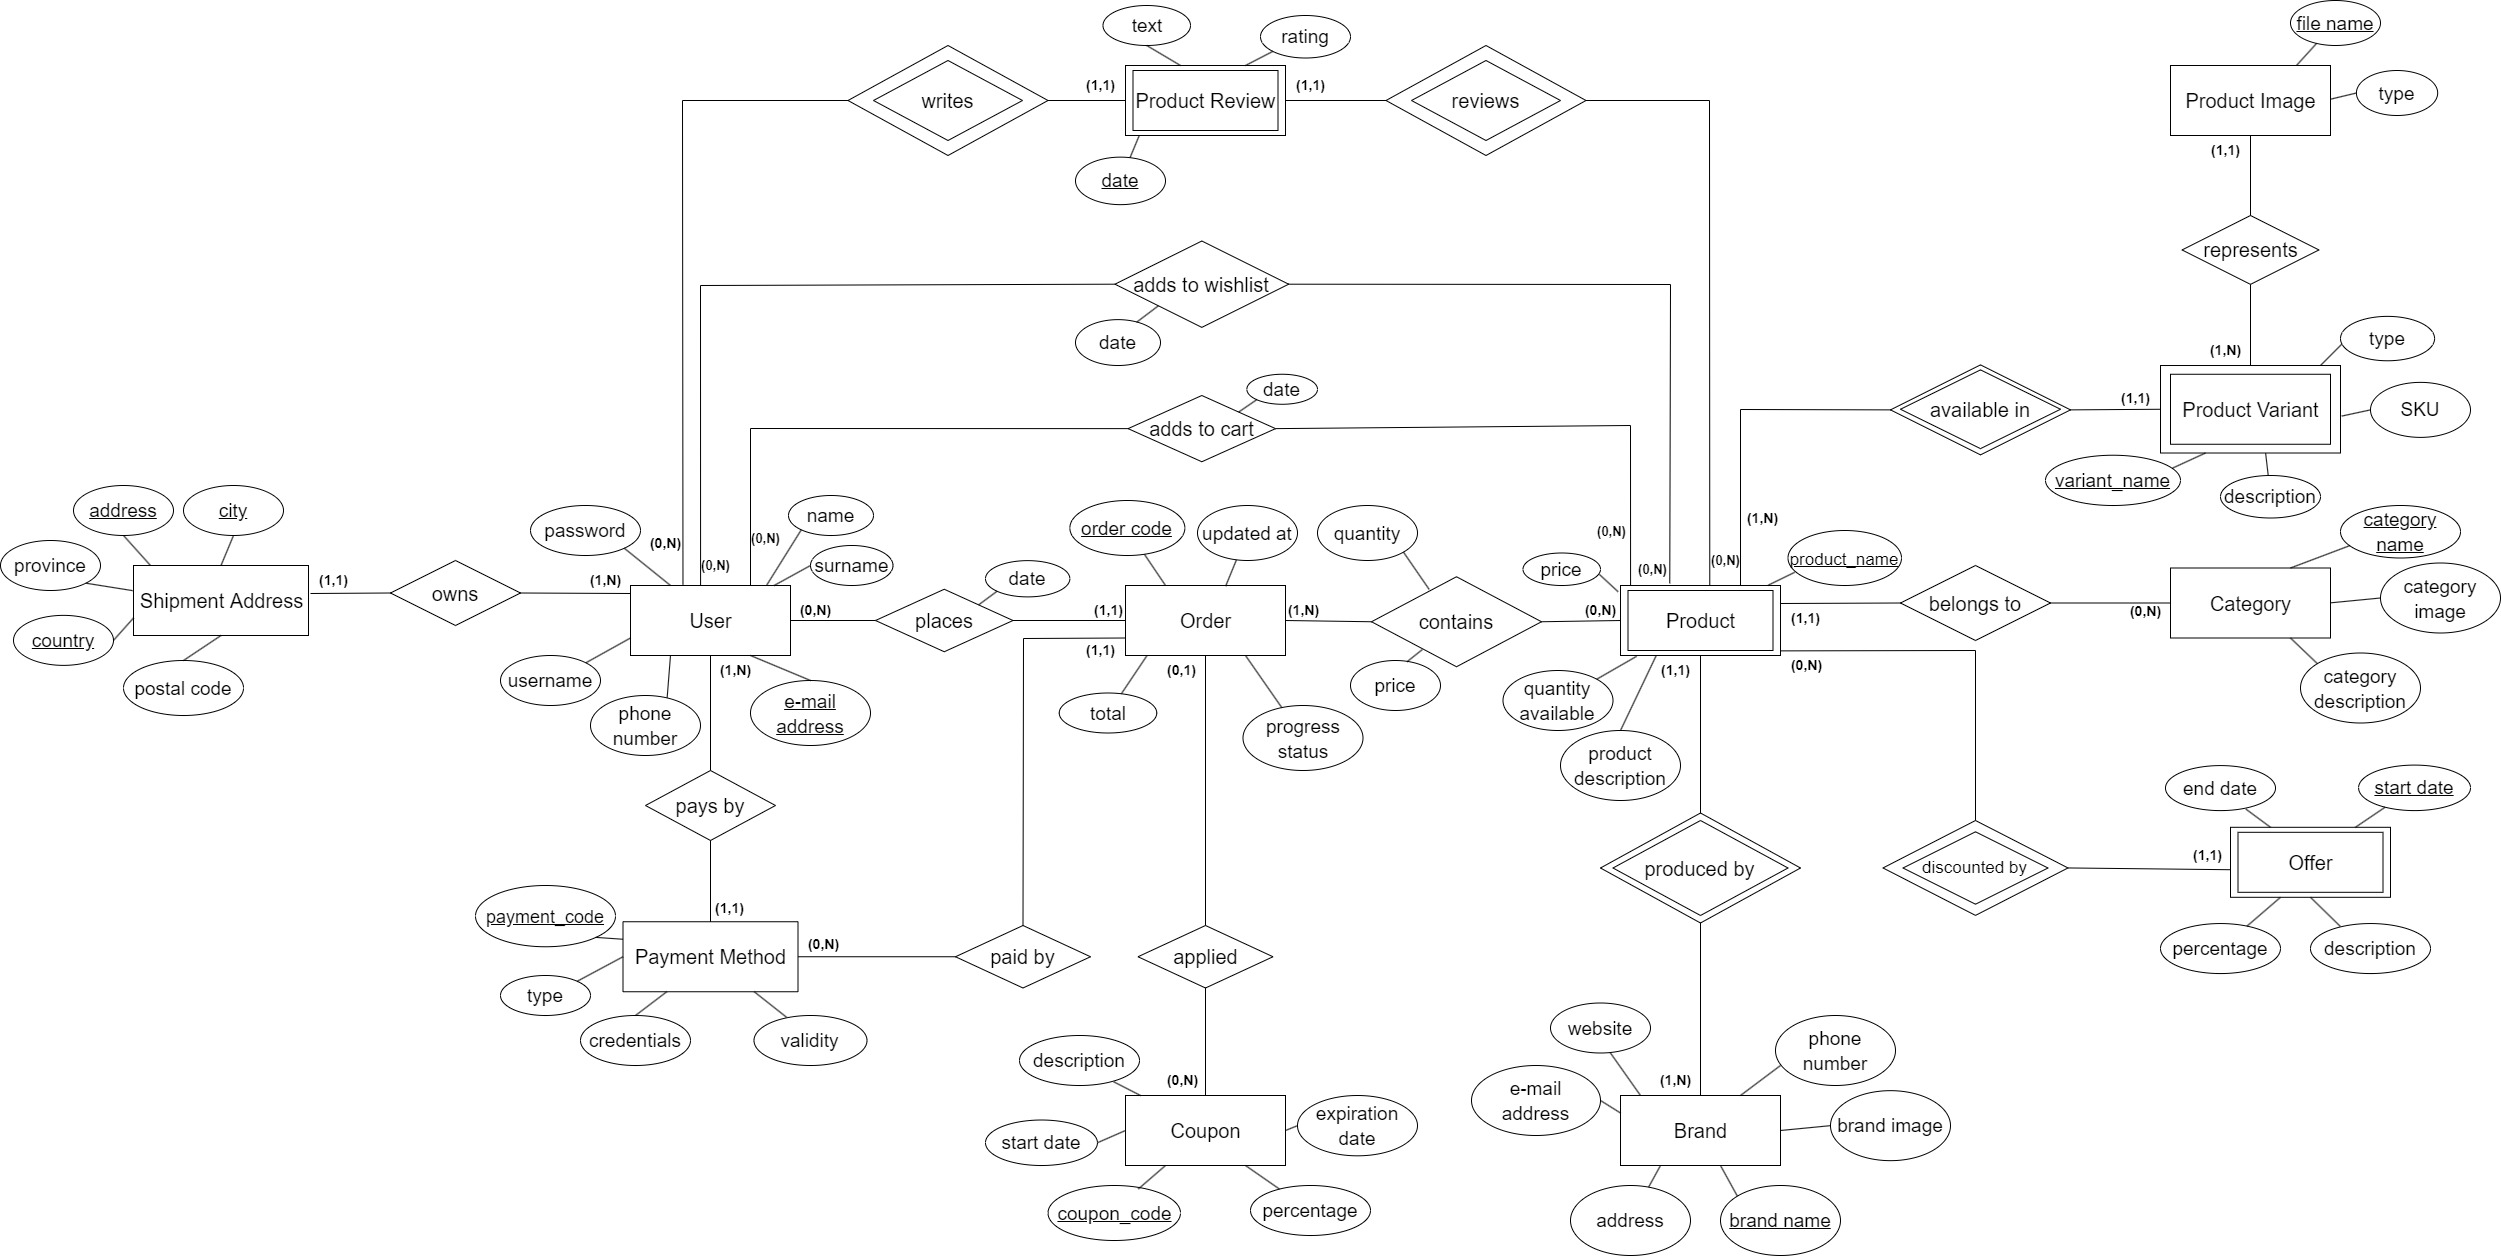 text
rating
file name
writes
(1,1)
Product Review
(1,1)
reviews
Product Image
type
(1,1)
date
represents
adds to wishlist
date
(1,N)
type
date
adds to cart
available in
(1,1)
Product Variant
SKU
variant_name
description
address
city
password
name
(0,N)
(0,N)
(0,N)
surname
order code
updated at
quantity
(0,N)
(1,N)
(0,N)
(0,N)
price
product_name
category
name
province
Shipment Address
(1,1)
owns
(1,N)
country
postal code
User
(0,N)
places
date
(1,1)
Order
(1,N)
contains
(0,N)
Product
(1,1)
belongs to
(0,N)
Category
category
image
category
description
username
phone
number
(1,N)
e-mail
address
(1,1)
total
(0,1)
progress
status
price
quantity
available
product
description
(1,1)
(0,N)
pays by
end date
start date
produced by
discounted by
(1,1)
Offer
percentage
description
payment_code
(1,1)
Payment Method
(0,N)
paid by
applied
type
credentials
validity
description
(0,N)
start date
Coupon
expiration
date
coupon_code
percentage
website
phone
number
e-mail
address
(1,N)
Brand
brand image
address
brand name